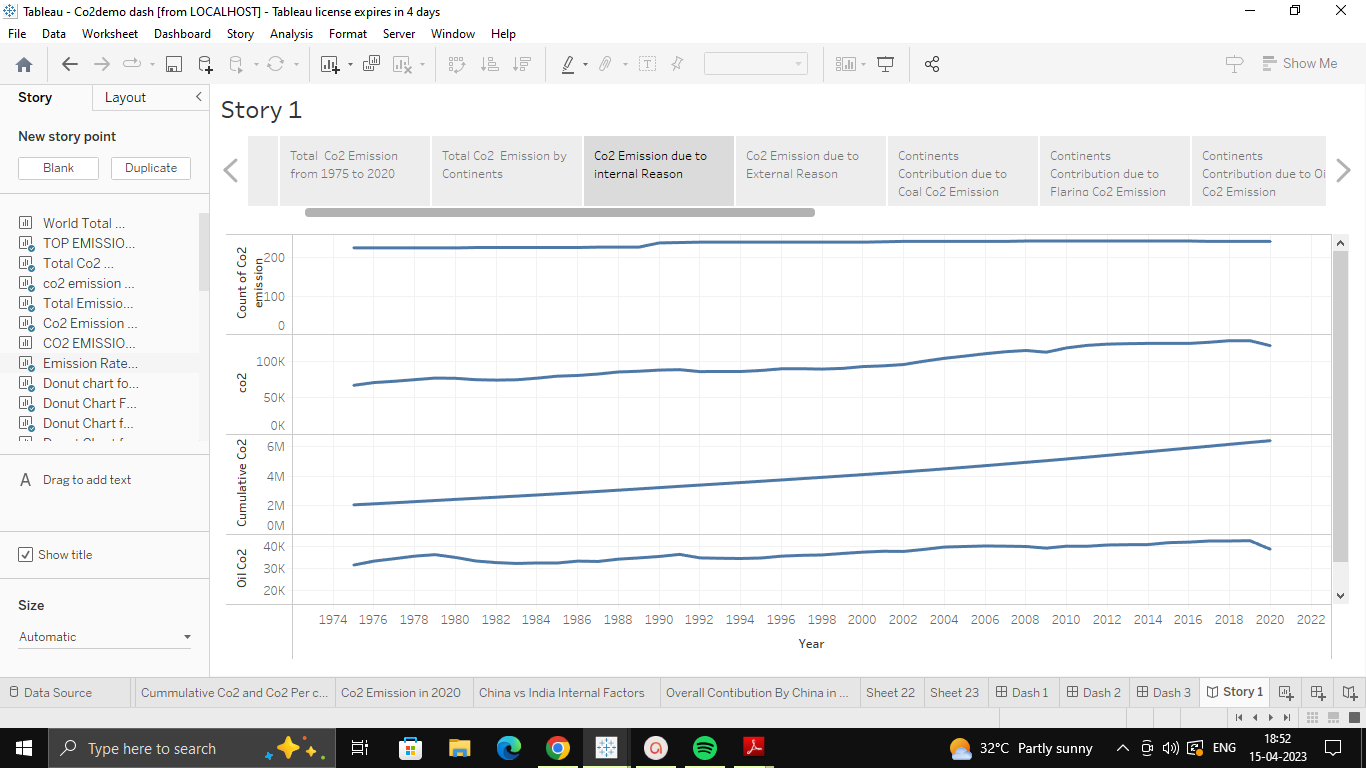 Tableau - Co2demo dash [from LOCALHOST] - Tableau license expires in 4 days
File Data Worksheet Dashboard Story Analysis Format Server Window Help
Show Me
Story Layout
New story point
Blank Duplicate
World Total ...
TOP EMISSIO...
Total Co2 ...
co2 emission ...
Total Emissio...
Co2 Emission ...
CO2 EMISSIO...
Emission Rate...
Donut chart fo...
Donut Chart F...
Donut Chart f...
A Drag to add text
Show title
Size
Automatic
Story 1
Total Co2 Emission
from 1975 to 2020
Total Co2 Emission by
Continents
Co2 Emission due to
internal Reason
Co2 Emission due to
External Reason
Continents
Contribution due to
Coal Co2 Emission
Continents
Contribution due to
Flaring Co2 Emission
Continents
Contribution due to Oi
Co2 Emission
Count of Co2
emission
200
100
0
co2
100K
50K
0K
Cumulative Co2
6M
4M
2M
0M
Oil Co2
40K
30K
20K
1974 1976 1978 1980 1982 1984 1986 1988 1990 1992 1994 1996 1998 2000 2002 2004 2006 2008 2010 2012 2014 2016 2018 2020 2022
Year
Data Source Cummulative Co2 and Co2 Per c... Co2 Emission in 2020 China vs India Internal Factors Overall Contibution By China in ... Sheet 22 Sheet 23 Dash 1 Dash 2 Dash 3 Story 1
Type here to search
32°C Partly sunny
ENG
18:52
15-04-2023